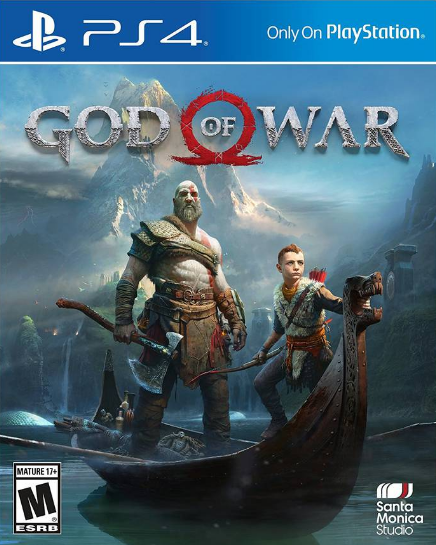 PS4
Only On PlayStation.
GOD OF WAR
MATURE 17+
M
ESRB
Santa
Monica
Studio